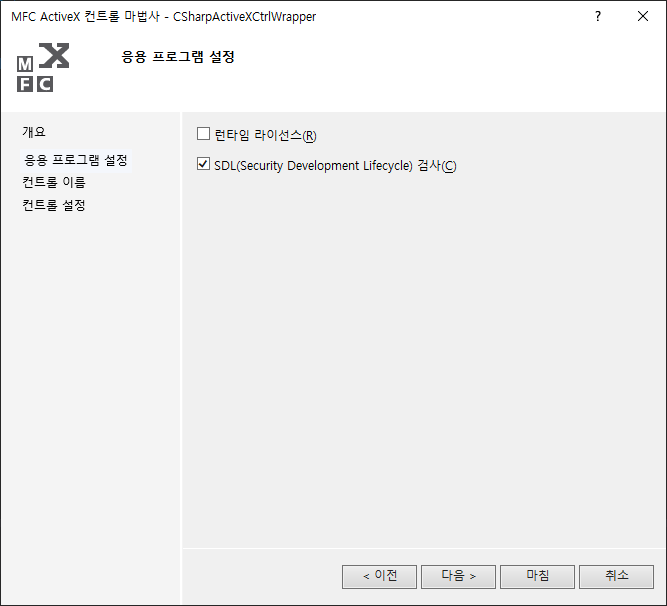 MFC ActiveX 컨트롤 마법사 - CSharpActiveXCtrlWrapper
?
M X
F C
응용 프로그램 설정
개요
응용 프로그램 설정
컨트롤 이름
컨트롤 설정
런타임 라이선스(R)
SDL(Security Development Lifecycle) 검사(C)
< 이전
다음 >
마침
취소